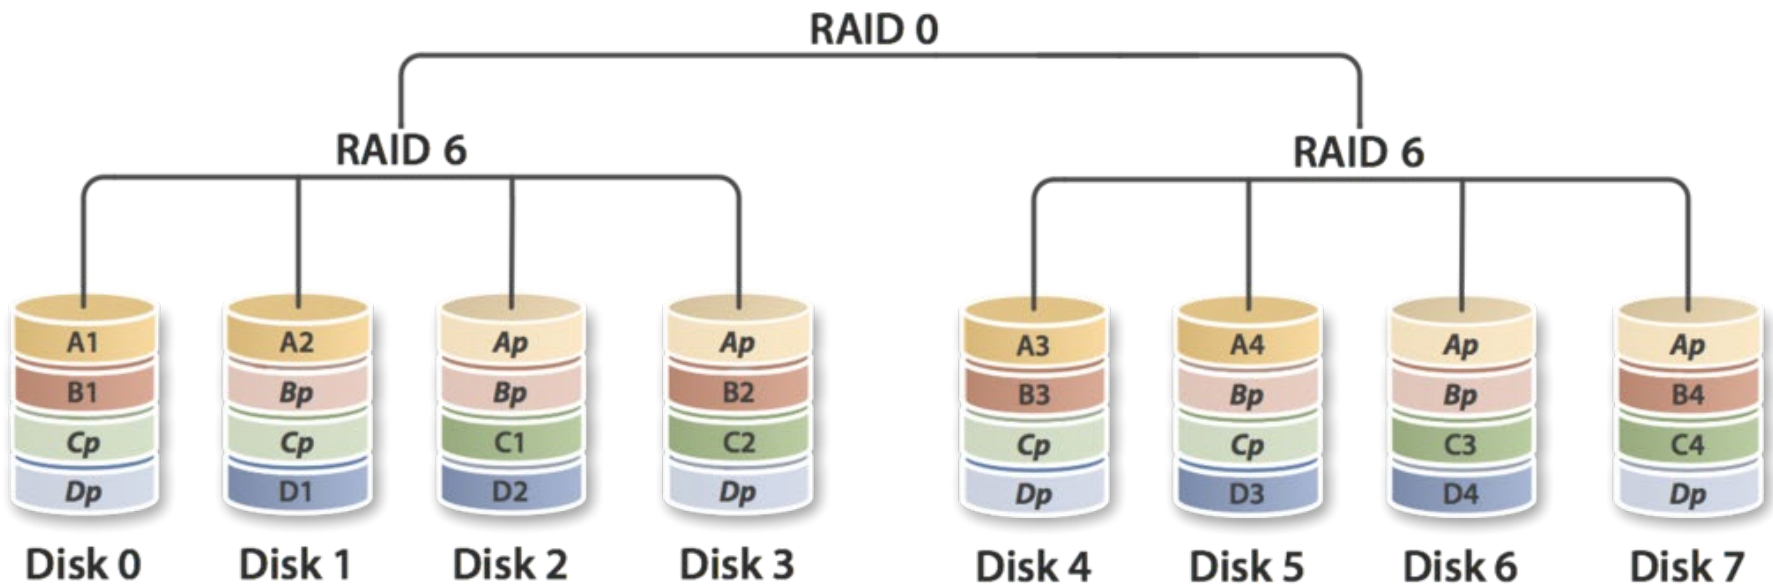 RAID 0
RAID 6 RAID 6
A1 A2 Ap Ap A3 A4 Ap Ap
B1 Bp Bp B2 B3 Bp Bp B4
Cp Cp C1 C2 Cp Cp C3 C4
Dp D1 D2 Dp Dp D3 D4 Dp
Disk 0 Disk 1 Disk 2 Disk 3 Disk 4 Disk 5 Disk 6 Disk 7